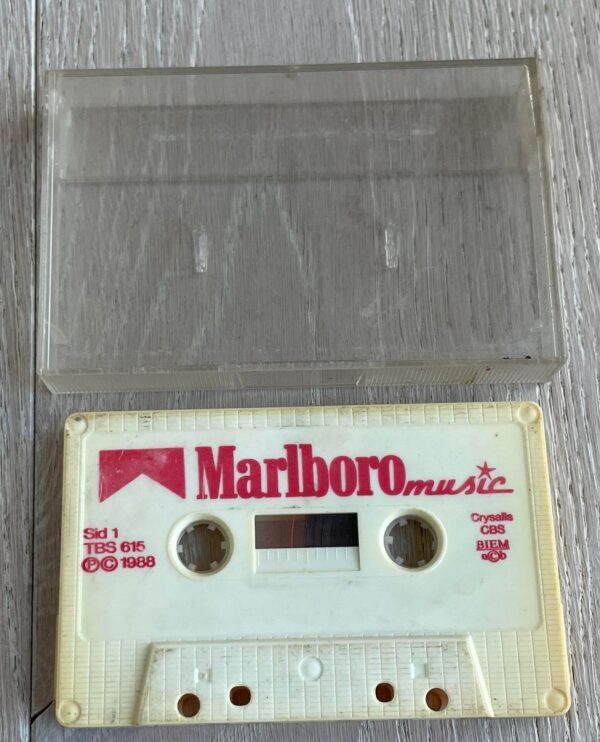 Marlboro music
Sid 1
TBS 615
Ⓟ© 1988
Crysalis
CBS
BIEM
n©b